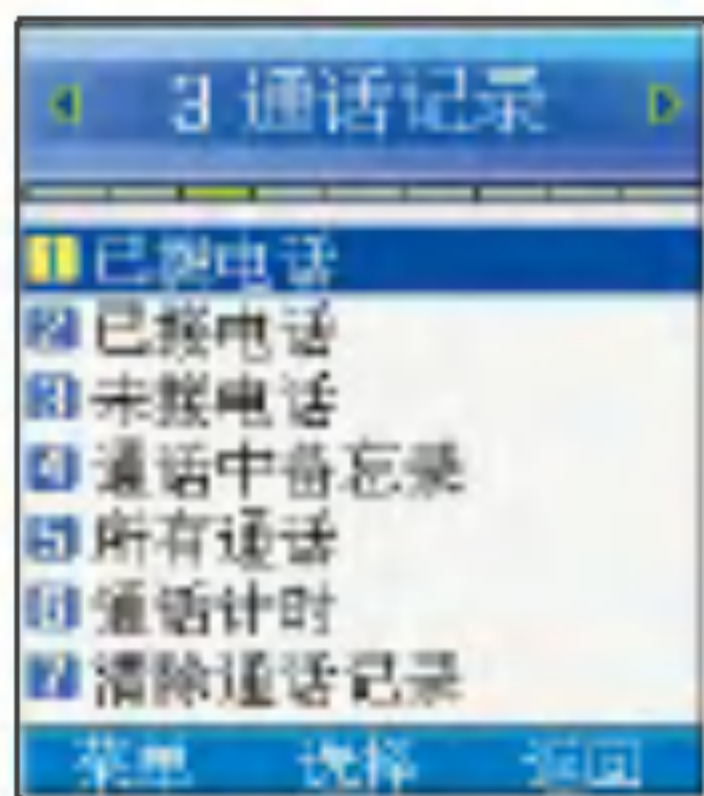 3 通话记录
1 已拨电话
2 已接电话
3 未接电话
4 通话中备忘录
5 所有通话
6 通话计时
7 清除通话记录
菜单 选择 返回